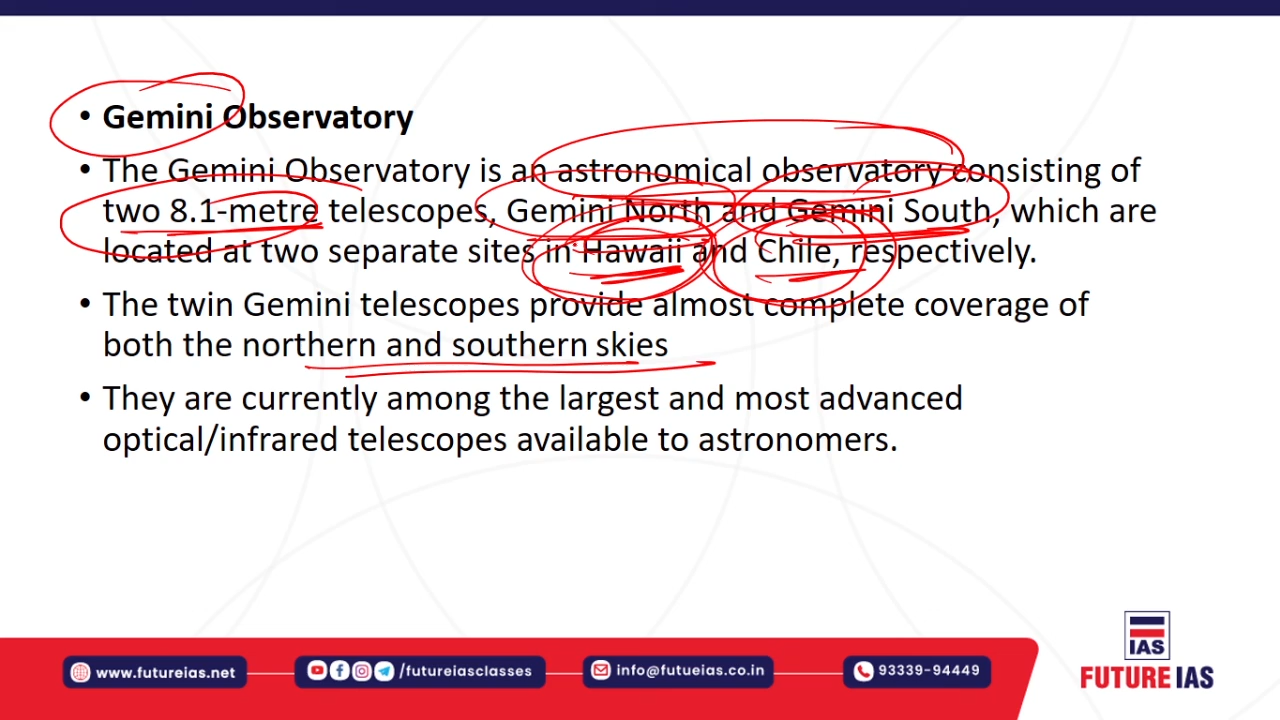 • Gemini Observatory
• The Gemini Observatory is an astronomical observatory consisting of
two 8.1-metre telescopes, Gemini North and Gemini South, which are
located at two separate sites in Hawaii and Chile, respectively.
• The twin Gemini telescopes provide almost complete coverage of
both the northern and southern skies
• They are currently among the largest and most advanced
optical/infrared telescopes available to astronomers.
IAS
www.futureias.net /futureiasclasses info@futueias.co.in 93339-94449 FUTURE IAS